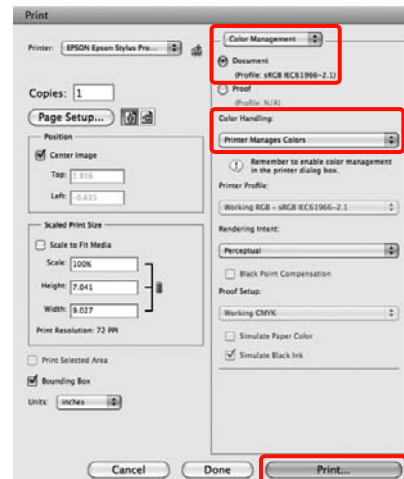 Print
Printer: EPSON Epson Stylus Pro...
Copies: 1
Page Setup...
Position
Center Image
Top: 1.916
Left: -0.631
Scaled Print Size
Scale to Fit Media
Scale: 100%
Height: 7.041
Width: 9.027
Print Resolution: 72 PPI
Print Selected Area
Bounding Box
Units: inches
Color Management
Document
(Profile: sRGB IEC61966-2.1)
Proof
(Profile: N/A)
Color Handling:
Printer Manages Colors
Remember to enable color management
in the printer dialog box.
Printer Profile:
Working RGB - sRGB IEC61966-2.1
Rendering Intent:
Perceptual
Black Point Compensation
Proof Setup:
Working CMYK
Simulate Paper Color
Simulate Black Ink
Cancel
Done
Print...